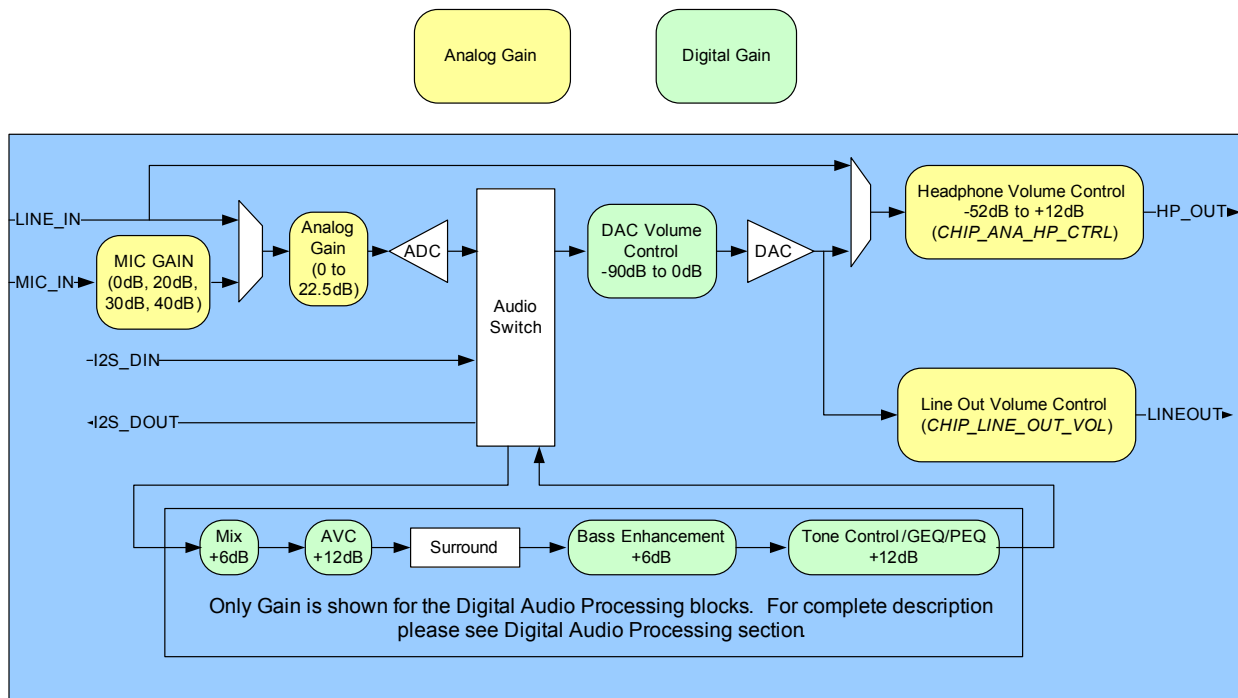 Analog Gain
Digital Gain
LINE_IN
MIC_IN
MIC GAIN
(0dB, 20dB,
30dB, 40dB)
Analog
Gain
(0 to
22.5dB)
ADC
Audio
Switch
DAC Volume
Control
-90dB to 0dB
DAC
Headphone Volume Control
-52dB to +12dB
(CHIP_ANA_HP_CTRL)
HP_OUT
I2S_DIN
I2S_DOUT
Line Out Volume Control
(CHIP_LINE_OUT_VOL)
LINEOUT
Mix
+6dB
AVC
+12dB
Surround
Bass Enhancement
+6dB
Tone Control/GEQ/PEQ
+12dB
Only Gain is shown for the Digital Audio Processing blocks. For complete description
please see Digital Audio Processing section.